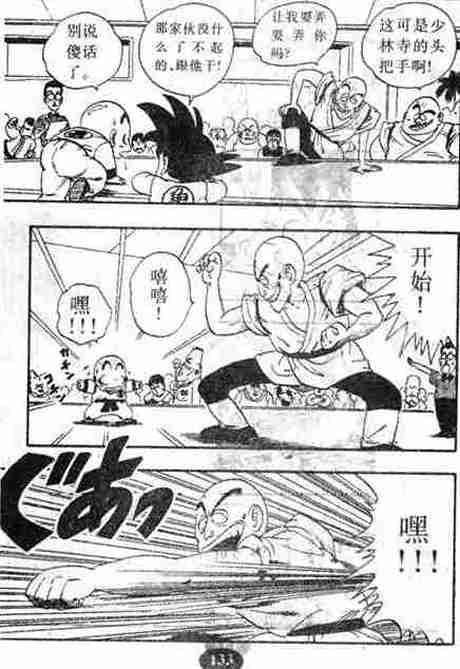 这可是少
林寺的头
把手啊!
让我耍弄
耍弄你
吗?
那家伙没什
么了不起
的、跟他干!
别说
傻话
了。
开始!
嘻嘻!
嘿!!!
嘿!!!
ぐあっ
133